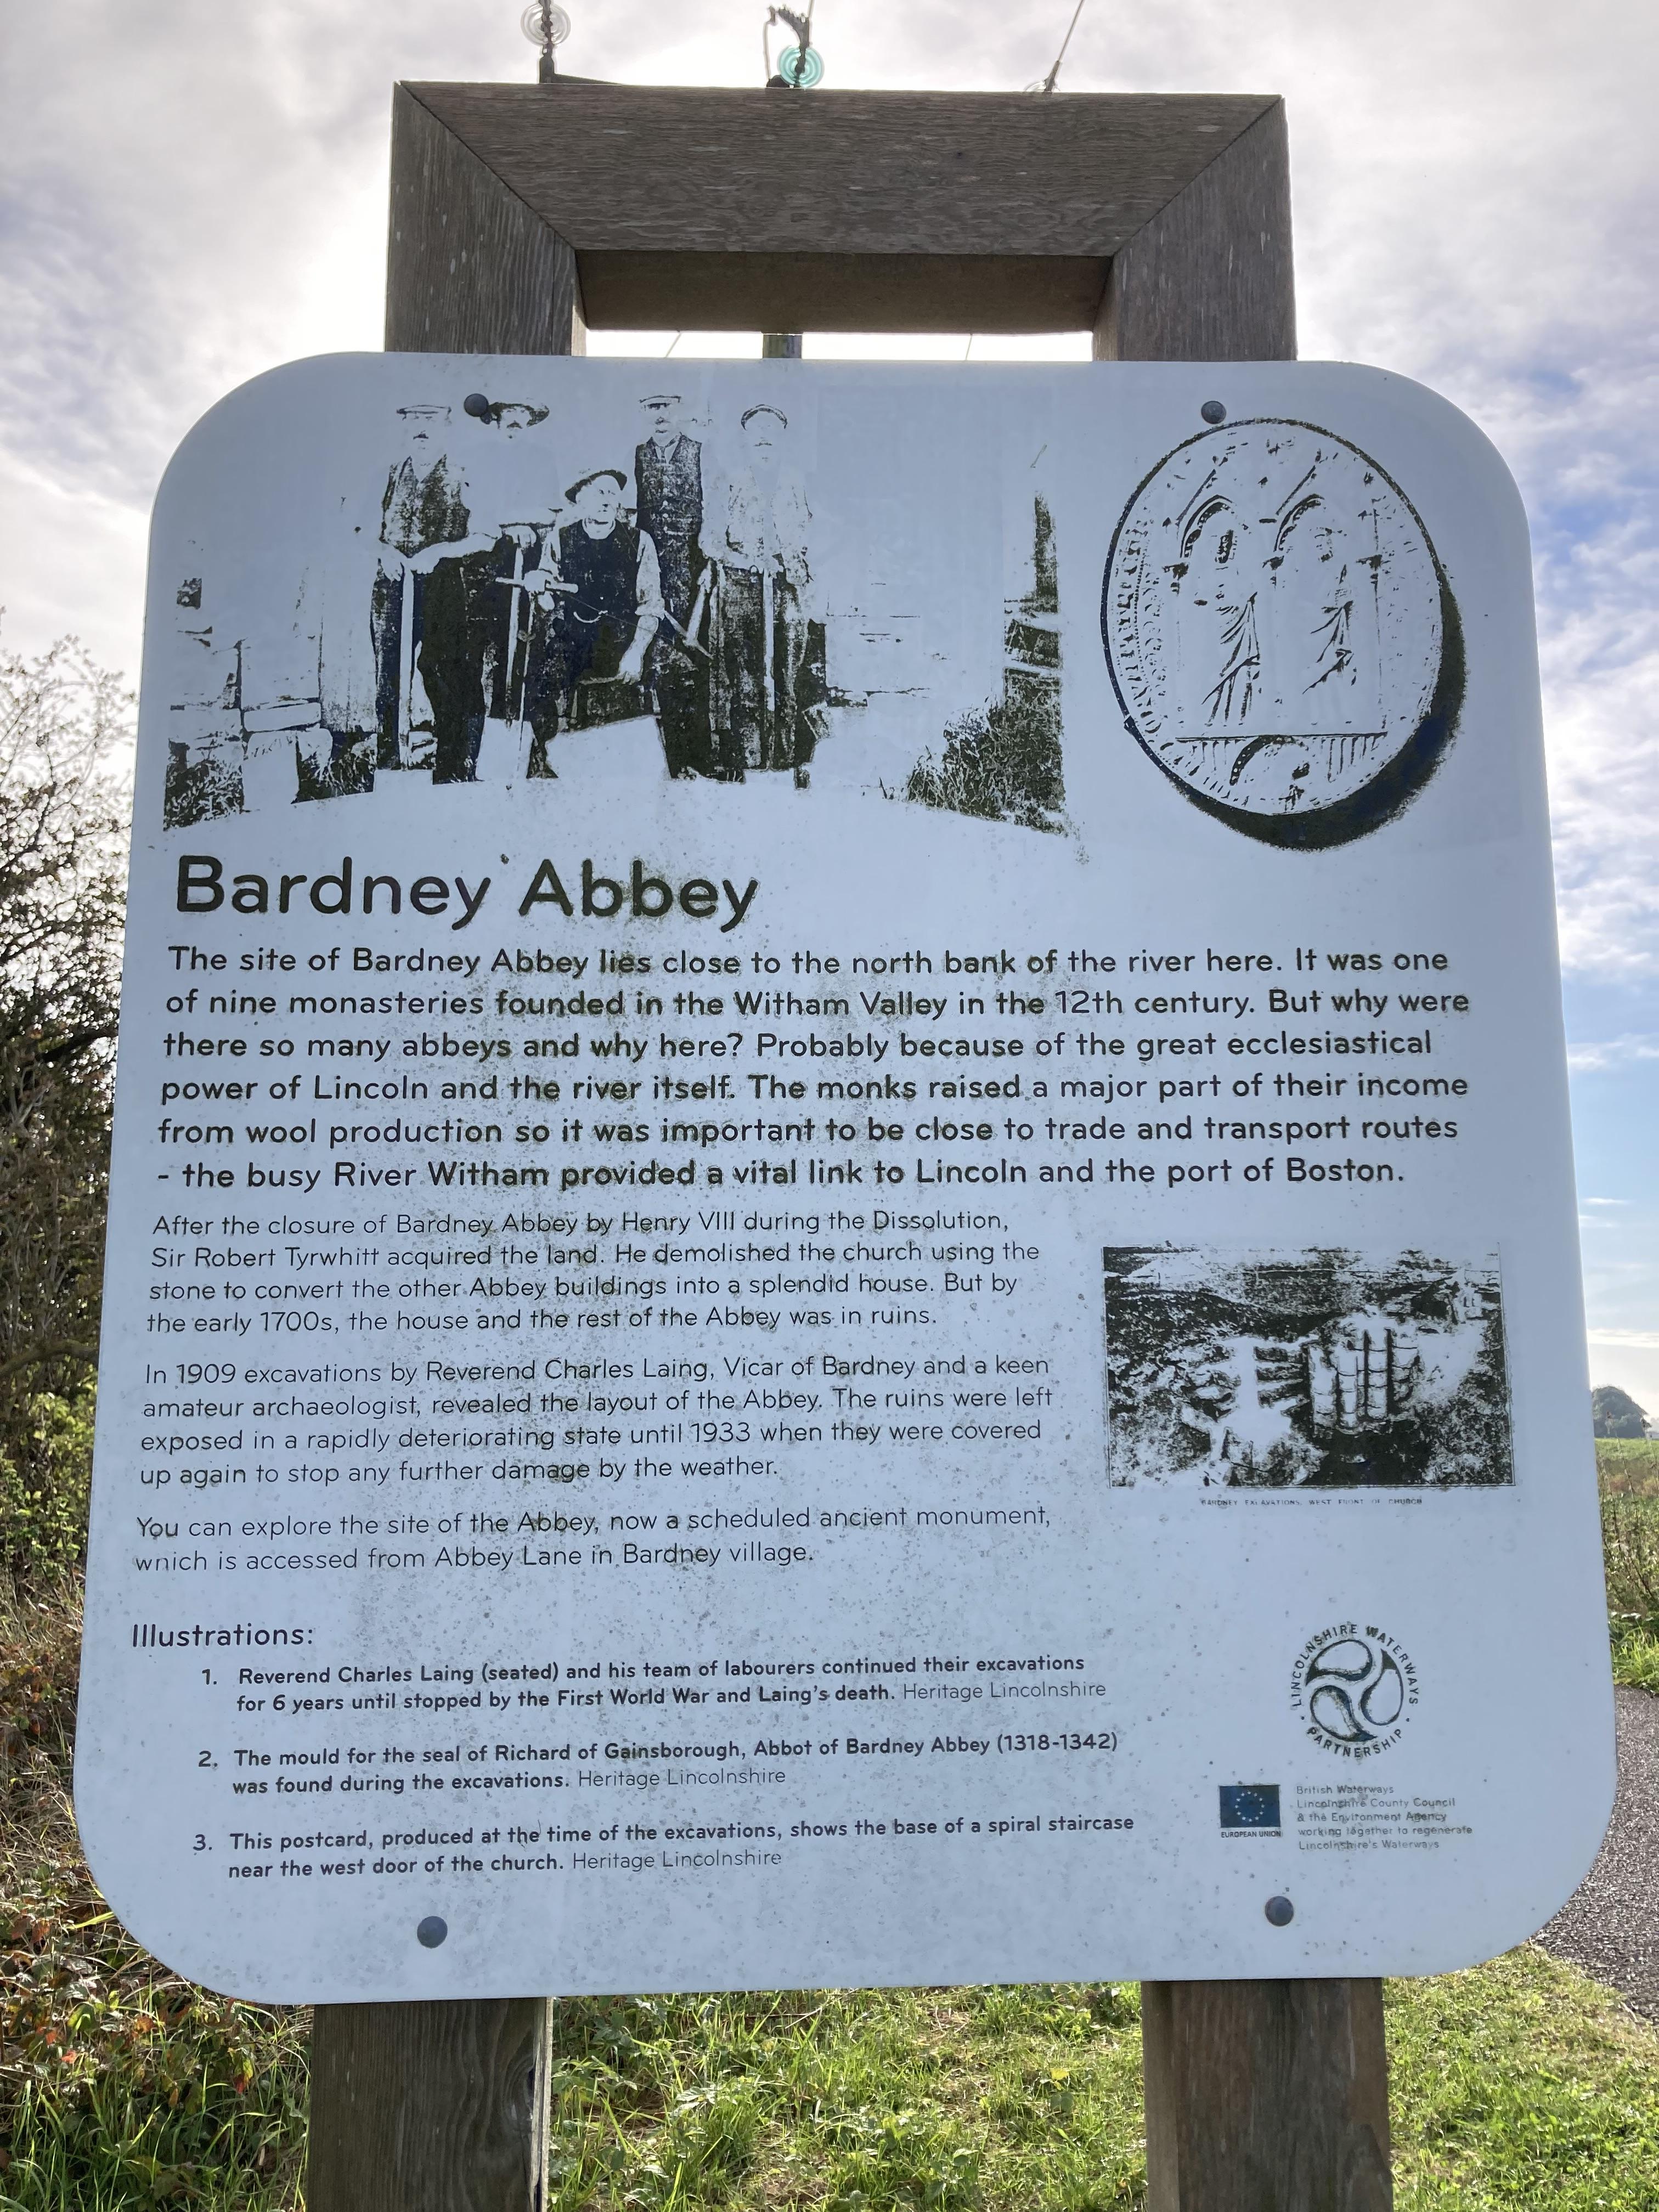 Bardney Abbey
The site of Bardney Abbey lies close to the north bank of the river here. It was one
of nine monasteries founded in the Witham Valley in the 12th century. But why were
there so many abbeys and why here? Probably because of the great ecclesiastical
power of Lincoln and the river itself. The monks raised a major part of their income
from wool production so it was important to be close to trade and transport routes
- the busy River Witham provided a vital link to Lincoln and the port of Boston.
After the closure of Bardney Abbey by Henry VIII during the Dissolution,
Sir Robert Tyrwhitt acquired the land. He demolished the church using the
stone to convert the other Abbey buildings into a splendid house. But by
the early 1700s, the house and the rest of the Abbey was in ruins.
In 1909 excavations by Reverend Charles Laing, Vicar of Bardney and a keen
amateur archaeologist, revealed the layout of the Abbey. The ruins were left
exposed in a rapidly deteriorating state until 1933 when they were covered
up again to stop any further damage by the weather.
You can explore the site of the Abbey, now a scheduled ancient monument,
which is accessed from Abbey Lane in Bardney village.
BARDNEY EXCAVATIONS, WEST FRONT OF CHURCH
Illustrations:
1. Reverend Charles Laing (seated) and his team of labourers continued their excavations
for 6 years until stopped by the First World War and Laing's death. Heritage Lincolnshire
2. The mould for the seal of Richard of Gainsborough, Abbot of Bardney Abbey (1318-1342)
was found during the excavations. Heritage Lincolnshire
3. This postcard, produced at the time of the excavations, shows the base of a spiral staircase
near the west door of the church. Heritage Lincolnshire
LINCOLNSHIRE WATERWAYS
· PARTNERSHIP ·
EUROPEAN UNION
British Waterways
Lincolnshire County Council
& the Environment Agency
working together to regenerate
Lincolnshire's Waterways